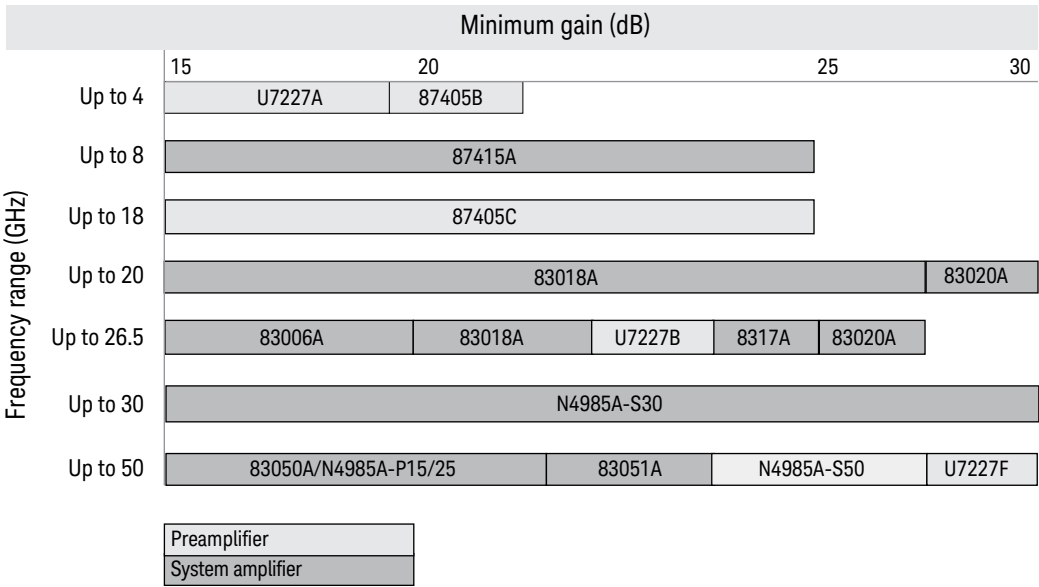 Minimum gain (dB)
15 20 25 30
Frequency range (GHz)
Up to 4 U7227A 87405B
Up to 8 87415A
Up to 18 87405C
Up to 20 83018A 83020A
Up to 26.5 83006A 83018A U7227B 8317A 83020A
Up to 30 N4985A-S30
Up to 50 83050A/N4985A-P15/25 83051A N4985A-S50 U7227F
Preamplifier
System amplifier